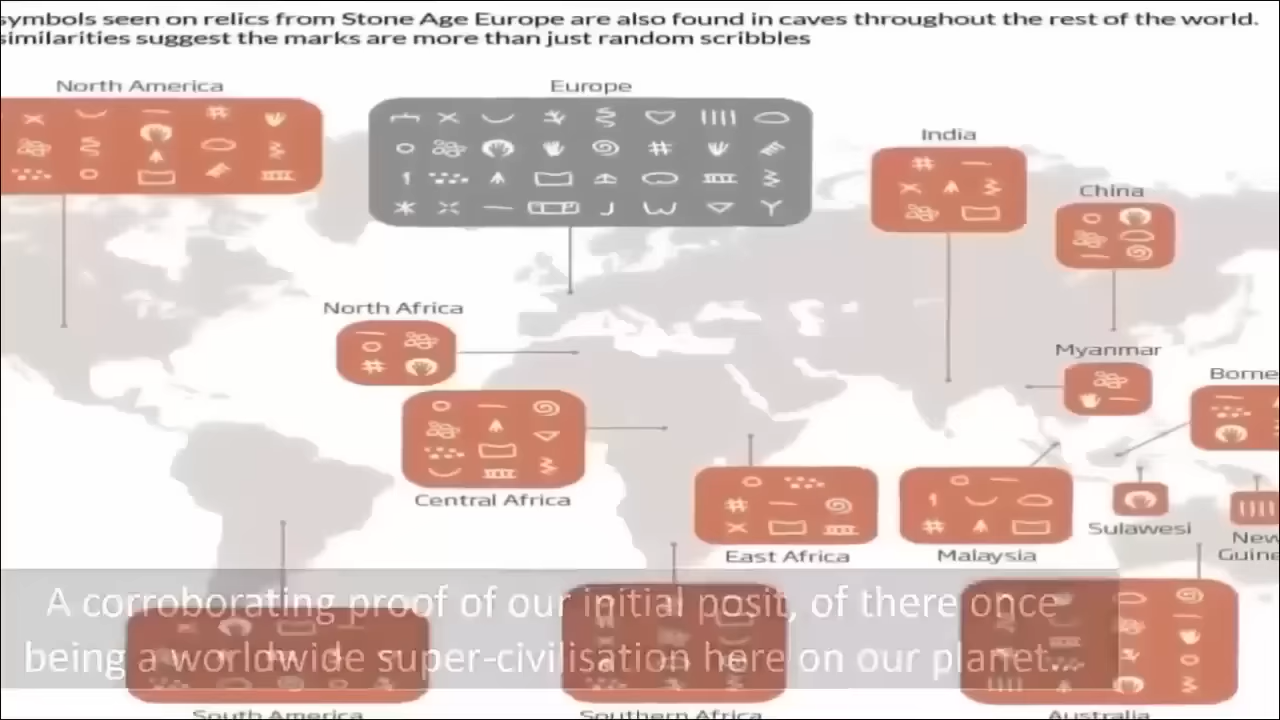 symbols seen on relics from Stone Age Europe are also found in caves throughout the rest of the world.
similarities suggest the marks are more than just random scribbles
North America
Europe
India
China
North Africa
Myanmar
Borne
Central Africa
East Africa
Malaysia
Sulawesi
New
Guine
A corroborating proof of our initial posit, of there once
being a worldwide super-civilisation here on our planet...
South America
Southern Africa
Australia